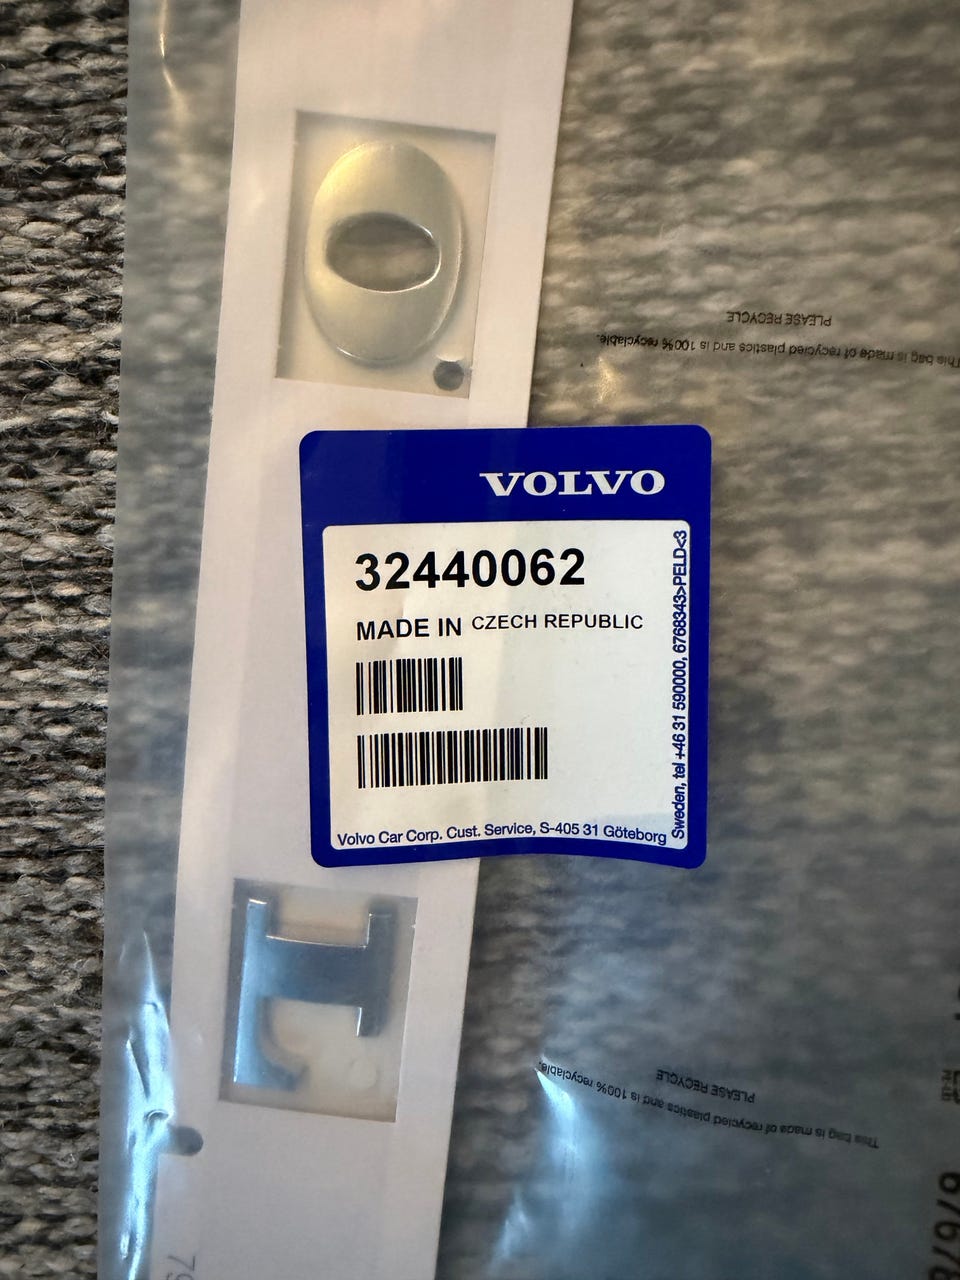 O
PLEASE RECYCLE
This bag is made of recycled plastics and is 100% recyclable.
VOLVO
32440062
MADE IN CZECH REPUBLIC
Volvo Car Corp. Cust. Service, S-405 31 Göteborg
Sweden, tel +46 31 590000, 6768343>PELD<3
L
PLEASE RECYCLE
This bag is made of recycled plastics and is 100% recyclable.